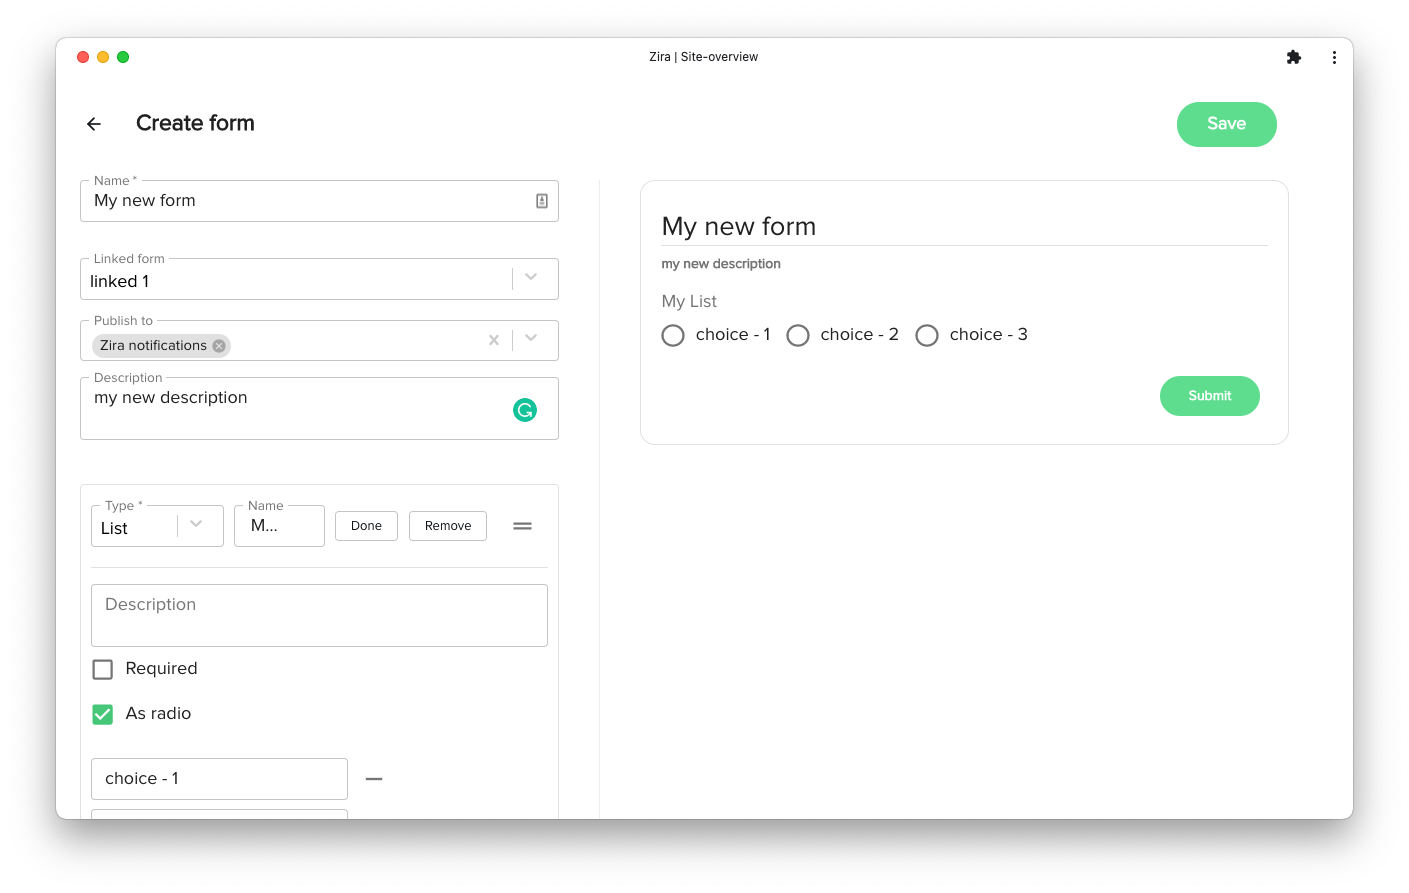 Zira | Site-overview
Create form
Save
Name *
My new form
Linked form
linked 1
Publish to
Zira notifications
Description
my new description
Type *
List
Name
M...
Done
Remove
Description
Required
As radio
choice - 1
My new form
my new description
My List
choice - 1 choice - 2 choice - 3
Submit